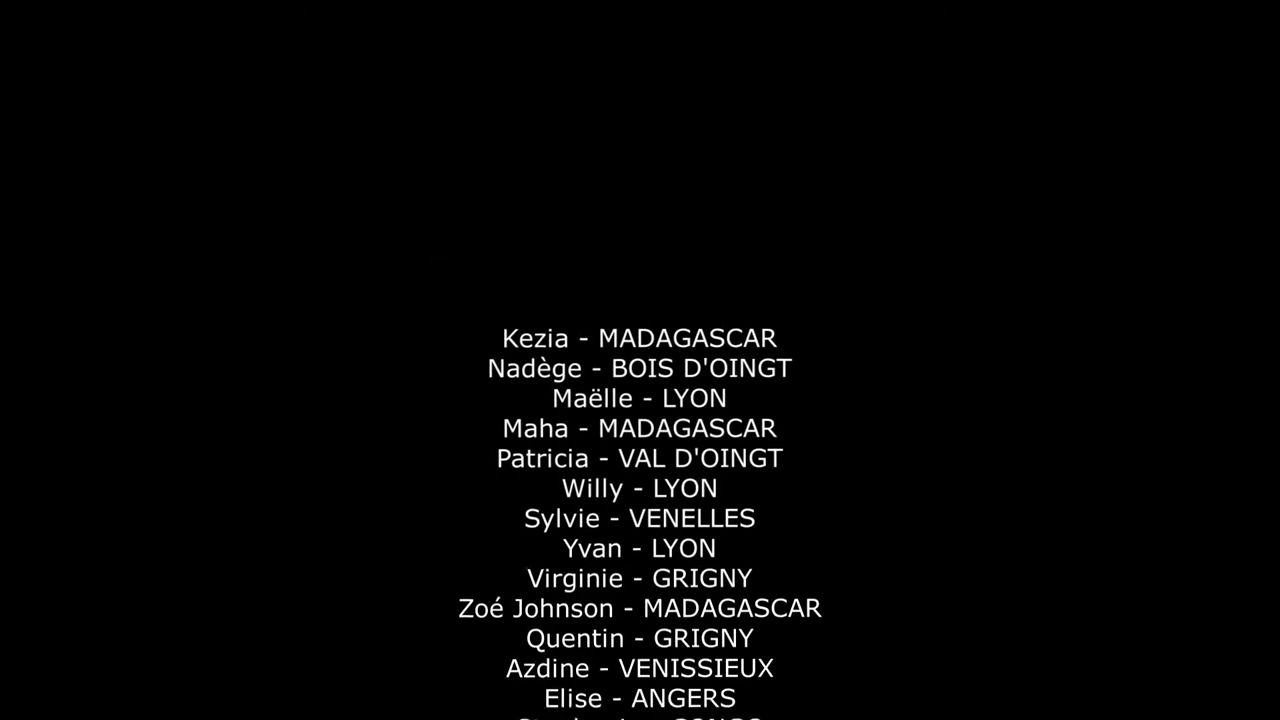 Kezia - MADAGASCAR
Nadège - BOIS D'OINGT
Maëlle - LYON
Maha - MADAGASCAR
Patricia - VAL D'OINGT
Willy - LYON
Sylvie - VENELLES
Yvan - LYON
Virginie - GRIGNY
Zoé Johnson - MADAGASCAR
Quentin - GRIGNY
Azdine - VENISSIEUX
Elise - ANGERS